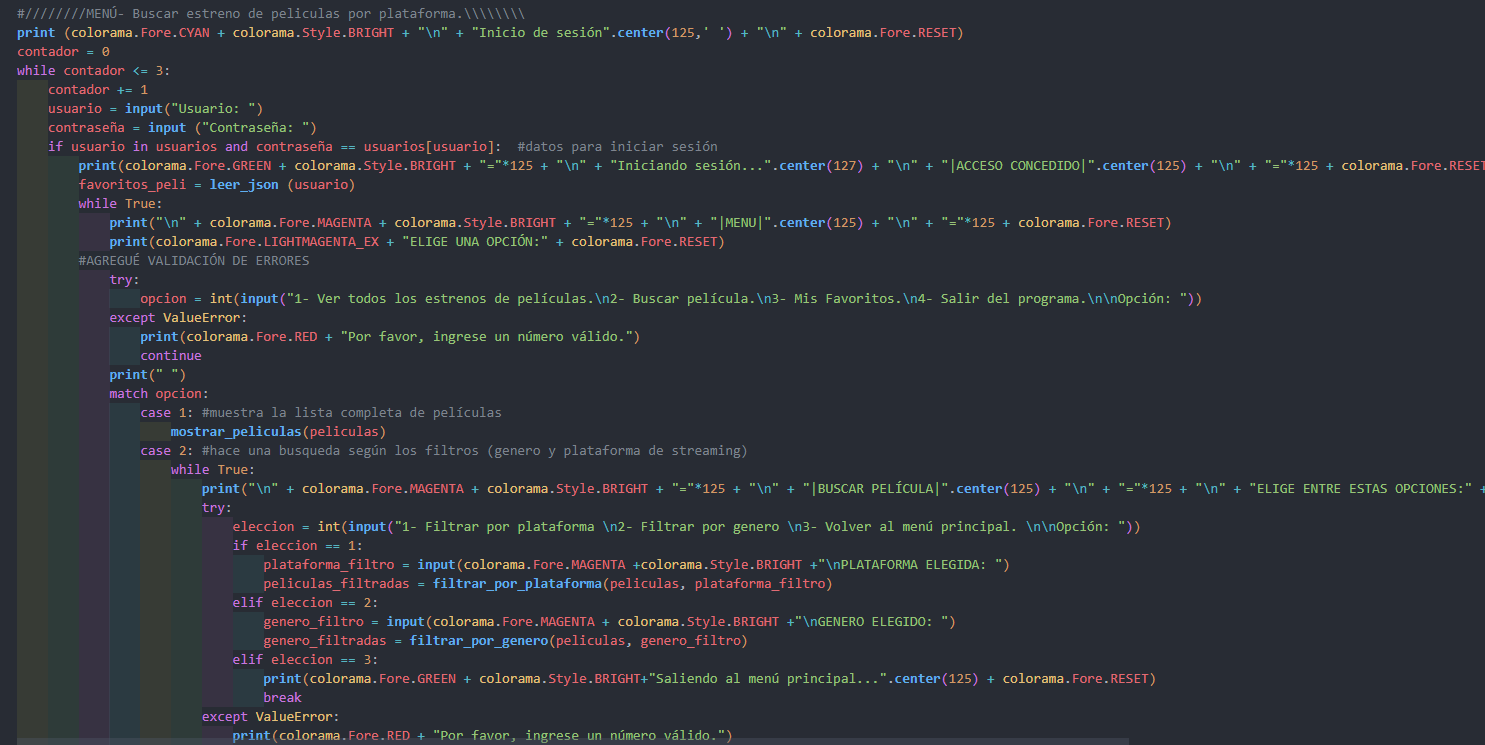 #////////MENÚ- Buscar estreno de peliculas por plataforma.\\\\\\\\
print (colorama.Fore.CYAN + colorama.Style.BRIGHT + "\n" + "Inicio de sesión".center(125,' ') + "\n" + colorama.Fore.RESET)
contador = 0
while contador <= 3:
    contador += 1
    usuario = input("Usuario: ")
    contraseña = input ("Contraseña: ")
    if usuario in usuarios and contraseña == usuarios[usuario]:  #datos para iniciar sesión
        print(colorama.Fore.GREEN + colorama.Style.BRIGHT + "="*125 + "\n" + "Iniciando sesión...".center(127) + "\n" + "|ACCESO CONCEDIDO|".center(125) + "\n" + "="*125 + colorama.Fore.RESET
        favoritos_peli = leer_json (usuario)
        while True:
            print("\n" + colorama.Fore.MAGENTA + colorama.Style.BRIGHT + "="*125 + "\n" + "|MENU|".center(125) + "\n" + "="*125 + colorama.Fore.RESET)
            print(colorama.Fore.LIGHTMAGENTA_EX + "ELIGE UNA OPCIÓN:" + colorama.Fore.RESET)
        #AGREGUÉ VALIDACIÓN DE ERRORES
            try:
                opcion = int(input("1- Ver todos los estrenos de películas.\n2- Buscar película.\n3- Mis Favoritos.\n4- Salir del programa.\n\nOpción: "))
            except ValueError:
                print(colorama.Fore.RED + "Por favor, ingrese un número válido.")
                continue
            print(" ")
            match opcion:
                case 1: #muestra la lista completa de películas
                    mostrar_peliculas(peliculas)
                case 2: #hace una busqueda según los filtros (genero y plataforma de streaming)
                    while True:
                        print("\n" + colorama.Fore.MAGENTA + colorama.Style.BRIGHT + "="*125 + "\n" + "|BUSCAR PELÍCULA|".center(125) + "\n" + "="*125 + "\n" + "ELIGE ENTRE ESTAS OPCIONES:" +
                        try:
                            eleccion = int(input("1- Filtrar por plataforma \n2- Filtrar por genero \n3- Volver al menú principal. \n\nOpción: "))
                            if eleccion == 1:
                                plataforma_filtro = input(colorama.Fore.MAGENTA +colorama.Style.BRIGHT +"\nPLATAFORMA ELEGIDA: ")
                                peliculas_filtradas = filtrar_por_plataforma(peliculas, plataforma_filtro)
                            elif eleccion == 2:
                                genero_filtro = input(colorama.Fore.MAGENTA + colorama.Style.BRIGHT +"\nGENERO ELEGIDO: ")
                                genero_filtradas = filtrar_por_genero(peliculas, genero_filtro)
                            elif eleccion == 3:
                                print(colorama.Fore.GREEN + colorama.Style.BRIGHT+"Saliendo al menú principal...".center(125) + colorama.Fore.RESET)
                                break
                        except ValueError:
                            print(colorama.Fore.RED + "Por favor, ingrese un número válido.")